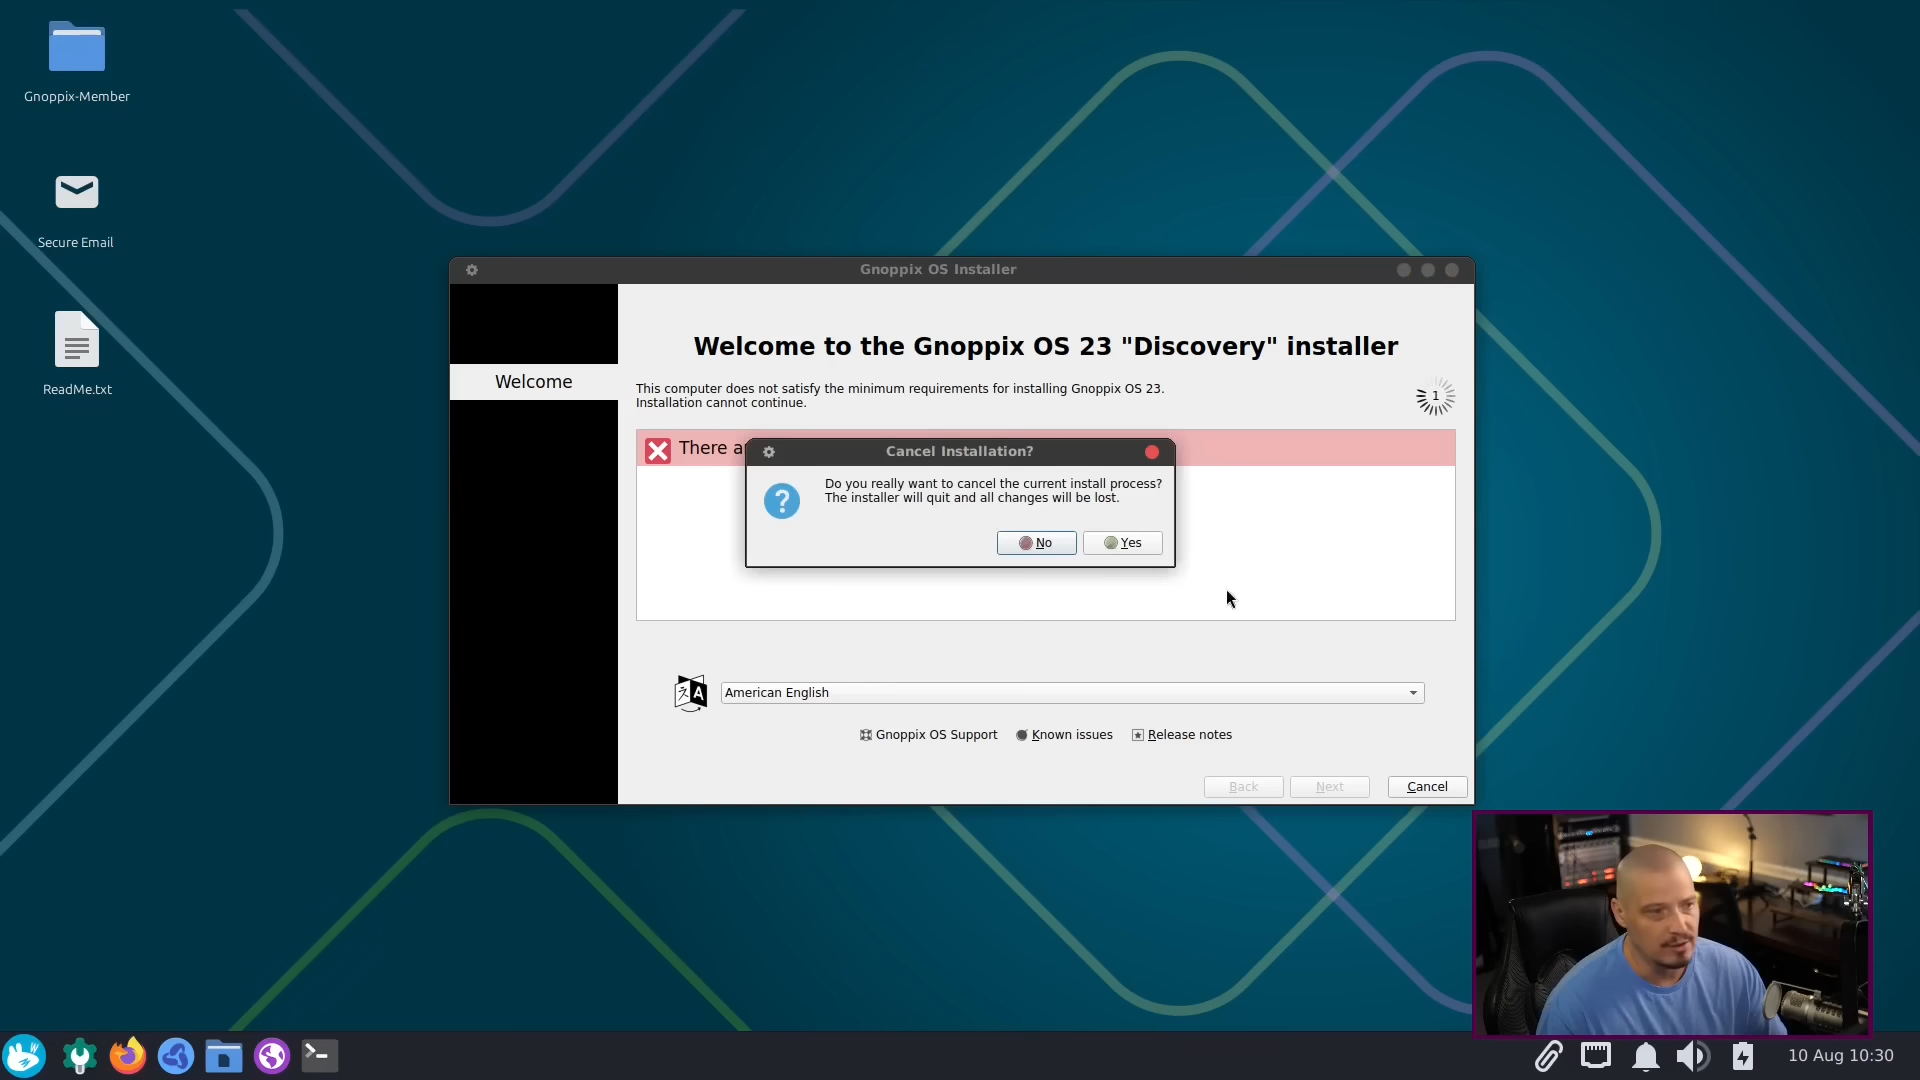 Gnoppix-Member
Secure Email
ReadMe.txt
Gnoppix OS Installer
Welcome to the Gnoppix OS 23 "Discovery" installer
Welcome
This computer does not satisfy the minimum requirements for installing Gnoppix OS 23.
Installation cannot continue.
1
There a
Cancel Installation?
Do you really want to cancel the current install process?
The installer will quit and all changes will be lost.
No
Yes
American English
Gnoppix OS Support
Known issues
Release notes
Back
Next
Cancel
10 Aug 10:30